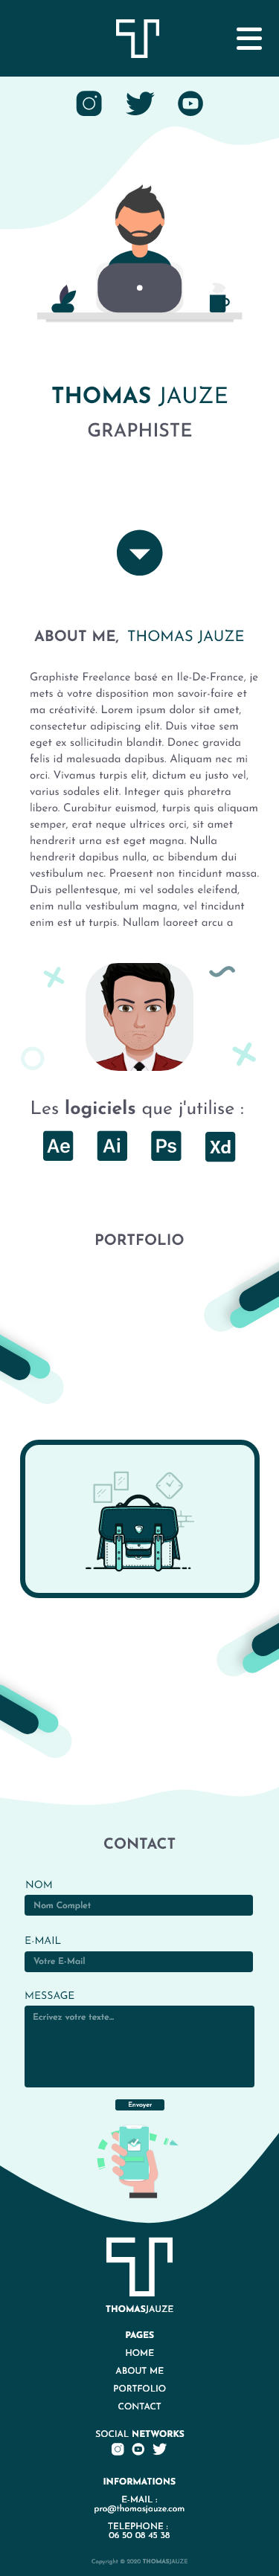 THOMAS JAUZE
GRAPHISTE
ABOUT ME, THOMAS JAUZE
Graphiste Freelance basé en Ile-De-France, je
mets à votre disposition mon savoir-faire et
ma créativité. Lorem ipsum dolor sit amet,
consectetur adipiscing elit. Duis vitae sem
eget ex sollicitudin blandit. Donec gravida
felis id malesuada dapibus. Aliquam nec mi
orci. Vivamus turpis elit, dictum eu justo vel,
varius sodales elit. Integer quis pharetra
libero. Curabitur euismod, turpis quis aliquam
semper, erat neque ultrices orci, sit amet
hendrerit urna est eget magna. Nulla
hendrerit dapibus nulla, ac bibendum dui
vestibulum nec. Praesent non tincidunt massa.
Duis pellentesque, mi vel sodales eleifend,
enim nulla vestibulum magna, vel tincidunt
enim est ut turpis. Nullam laoreet arcu a
Les logiciels que j'utilise :
Ae Ai Ps Xd
PORTFOLIO
CONTACT
NOM
Nom Complet
E-MAIL
Votre E-Mail
MESSAGE
Ecrivez votre texte...
Envoyer
THOMASJAUZE
PAGES
HOME
ABOUT ME
PORTFOLIO
CONTACT
SOCIAL NETWORKS
INFORMATIONS
E-MAIL :
pro@thomasjauze.com
TELEPHONE :
06 50 08 45 38
Copyright © 2020 THOMASJAUZE